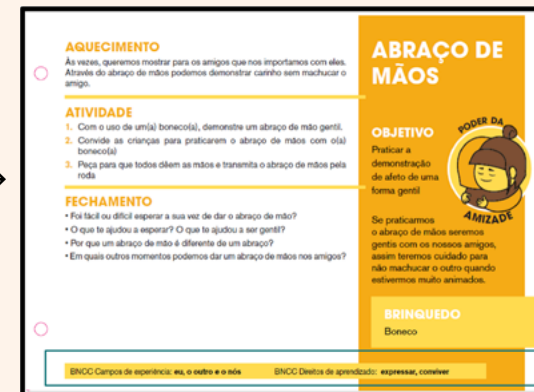 AQUECIMENTO
Às vezes, queremos mostrar para os amigos que nos importamos com eles.
Através do abraço de mãos podemos demonstrar carinho sem machucar o
amigo.
ATIVIDADE
1. Com o uso de um(a) boneco(a), demonstre um abraço de mão gentil.
2. Convide as crianças para praticarem o abraço de mãos com o(a)
boneco(a)
3. Peça para que todos dêem as mãos e transmita o abraço de mãos pela
roda
FECHAMENTO
• Foi fácil ou difícil esperar a sua vez de dar o abraço de mão?
• O que te ajudou a esperar? O que te ajudou a ser gentil?
• Por que um abraço de mão é diferente de um abraço?
• Em quais outros momentos podemos dar um abraço de mãos nos amigos?
ABRAÇO DE
MÃOS
OBJETIVO
Praticar a
demonstração
de afeto de uma
forma gentil
PODER DA
AMIZADE
Se praticarmos
o abraço de mãos seremos
gentis com os nossos amigos,
assim teremos cuidado para
não machucar o outro quando
estivermos muito animados.
BRINQUEDO
Boneco
BNCC Campos de experiência: eu, o outro e o nós BNCC Direitos de aprendizado: expressar, conviver